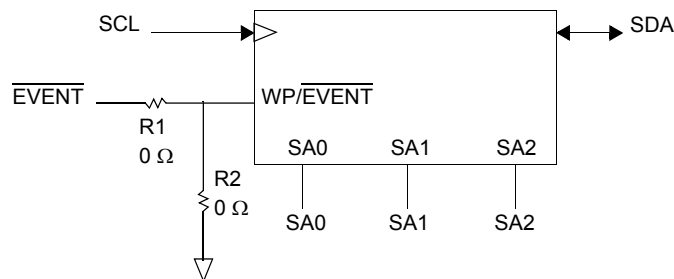 SCL
SDA
EVENT
WP/EVENT
R1
0 Ω
SA0 SA1 SA2
R2
0 Ω
SA0 SA1 SA2